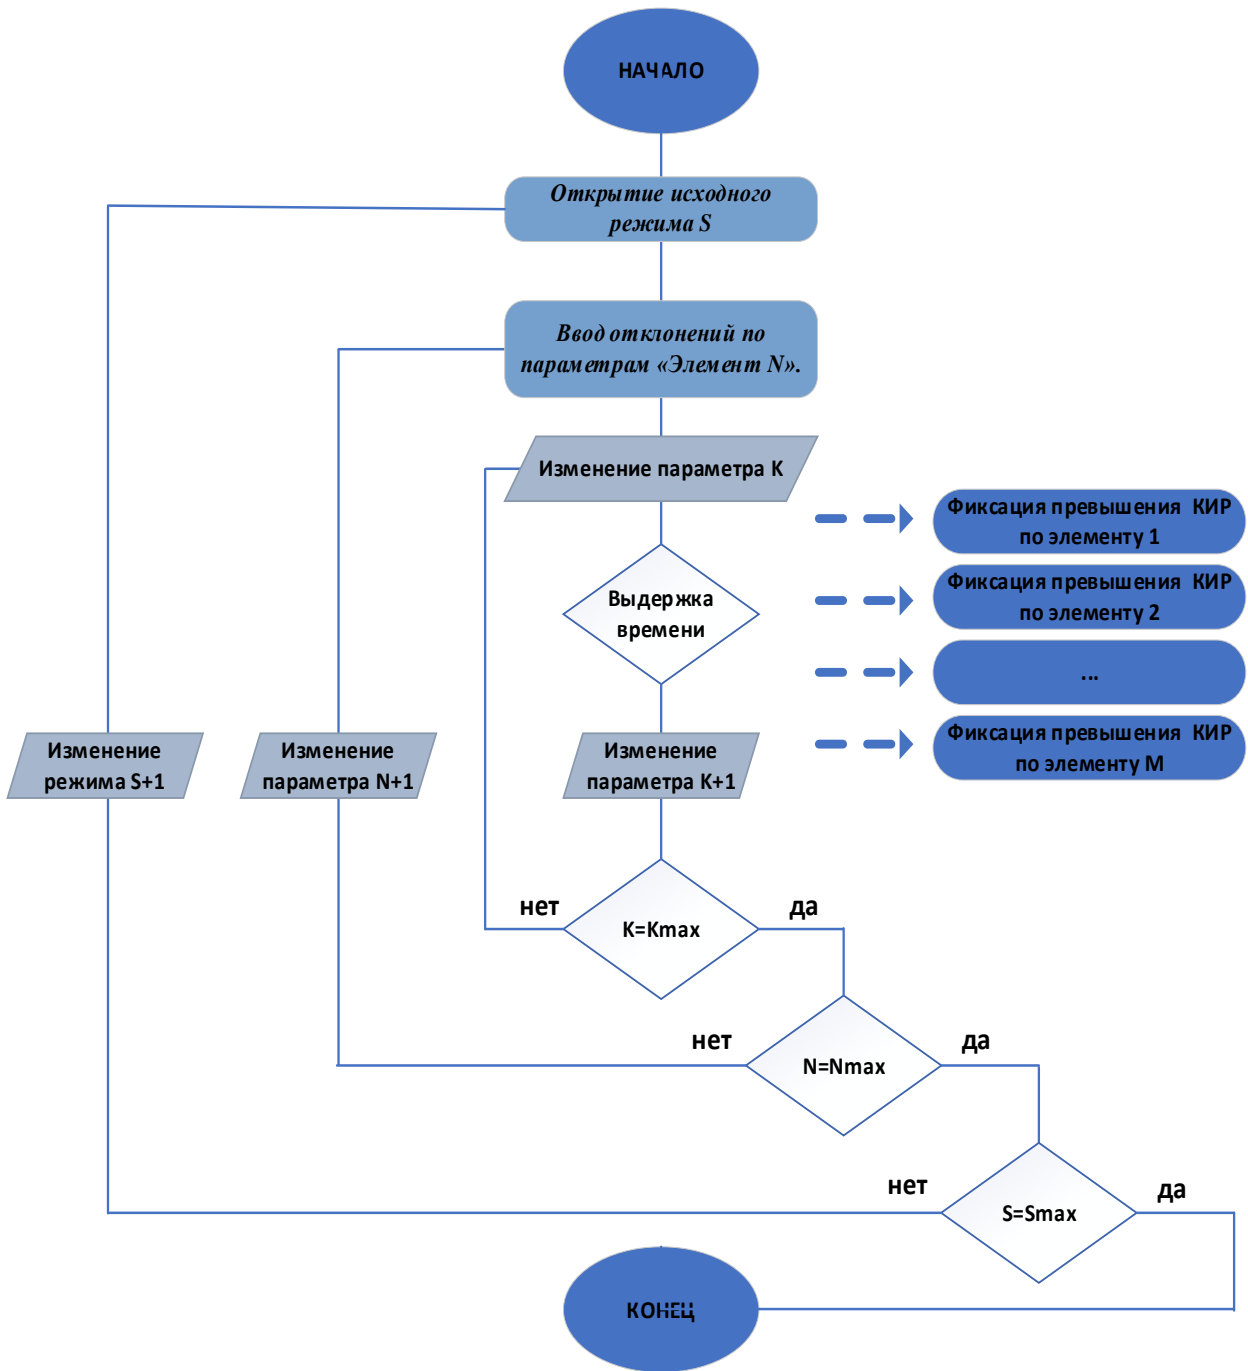 НАЧАЛО
Открытие исходного
режима S
Ввод отклонений по
параметрам «Элемент N».
Изменение параметра K
Фиксация превышения КИР
по элементу 1
Выдержка
времени
Фиксация превышения КИР
по элементу 2
...
Фиксация превышения КИР
по элементу M
Изменение
режима S+1
Изменение
параметра N+1
Изменение
параметра K+1
нет
да
K=Kmax
нет
да
N=Nmax
нет
да
S=Smax
КОНЕЦ